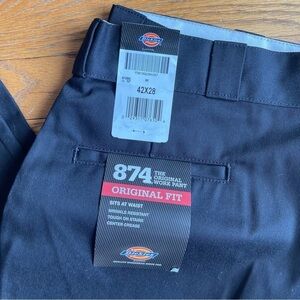 Dickies
42X28
874 THE ORIGINAL WORK PANT
ORIGINAL FIT
SITS AT WAIST
WRINKLE RESISTANT
TOUGH ON STAINS
CENTER CREASE
Dickies